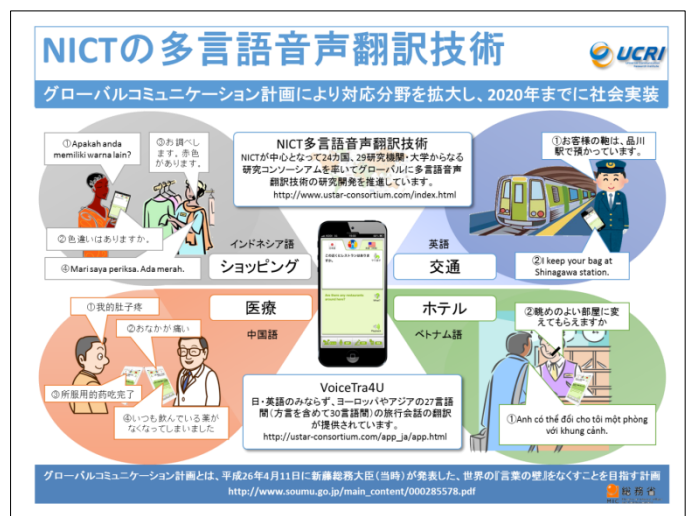 NICTの多言語音声翻訳技術
UCRI
グローバルコミュニケーション計画により対応分野を拡大し、2020年までに社会実装
①Apakah anda
memiliki warna lain?
③お調べし
ます。赤色
があります。
②色違いはありますか。
④Mari saya periksa. Ada merah.
インドネシア語
ショッピング
NICT多言語音声翻訳技術
NICTが中心となって24カ国、29研究機関・大学からなる
研究コンソーシアムを率いてグローバルに多言語音声
翻訳技術の研究開発を推進しています。
http://www.ustar-consortium.com/index.html
①お客様の鞄は、品川
駅で預かっています。
②I keep your bag at
Shinagawa station.
英語
交通
医療
中国語
①我的肚子疼
②おなかが痛い
③所服用的药吃完了
④いつも飲んでいる薬が
なくなってしまいました
ホテル
ベトナム語
②眺めのよい部屋に変
えてもらえますか
①Anh có thể đổi cho tôi một phòng
với khung cảnh.
VoiceTra4U
日・英語のみならず、ヨーロッパやアジアの27言語
間(方言を含めて30言語間)の旅行会話の翻訳
が提供されています。
http://ustar-consortium.com/app_ja/app.html
グローバルコミュニケーション計画とは、平成26年4月11日に新藤総務大臣(当時)が発表した、世界の『言葉の壁』をなくすことを目指す計画
http://www.soumu.go.jp/main_content/000285578.pdf
総務省